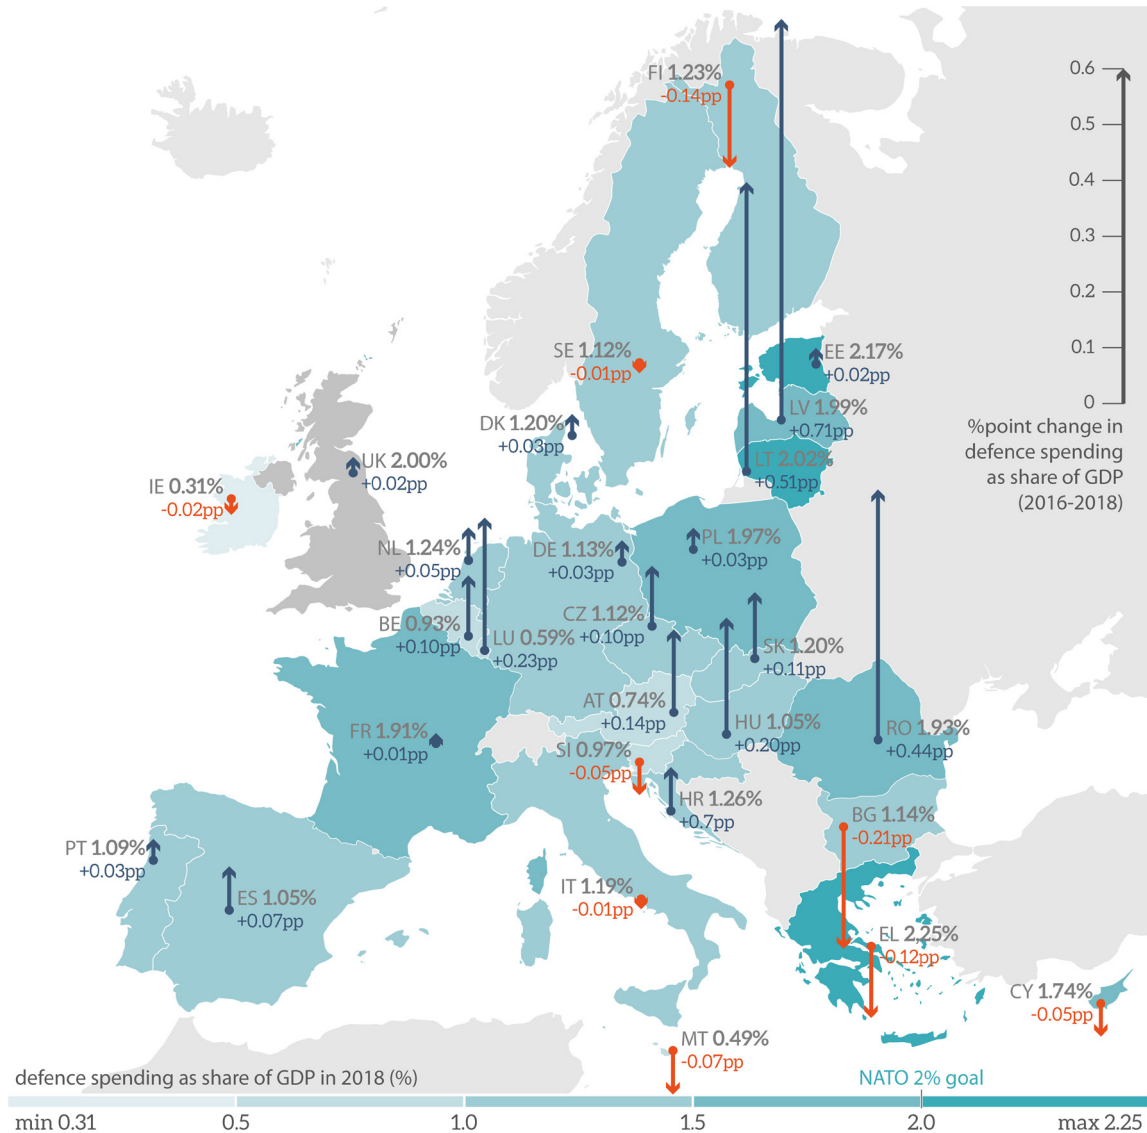 FI 1.23%
-0.14pp
0.6
0.5
0.4
0.3
0.2
0.1
0
%point change in
defence spending
as share of GDP
(2016-2018)
SE 1.12%
-0.01pp
EE 2.17%
+0.02pp
LV 1.99%
+0.71pp
DK 1.20%
+0.03pp
LT 2.02%
+0.51pp
UK 2.00%
+0.02pp
IE 0.31%
-0.02pp
NL 1.24%
+0.05pp
DE 1.13%
+0.03pp
PL 1.97%
+0.03pp
BE 0.93%
+0.10pp
LU 0.59%
+0.23pp
CZ 1.12%
+0.10pp
SK 1.20%
+0.11pp
AT 0.74%
+0.14pp
HU 1.05%
+0.20pp
RO 1.93%
+0.44pp
FR 1.91%
+0.01pp
SI 0.97%
-0.05pp
HR 1.26%
+0.7pp
BG 1.14%
-0.21pp
PT 1.09%
+0.03pp
ES 1.05%
+0.07pp
IT 1.19%
-0.01pp
EL 2,25%
-0.12pp
CY 1.74%
-0.05pp
MT 0.49%
-0.07pp
defence spending as share of GDP in 2018 (%)
NATO 2% goal
min 0.31 0.5 1.0 1.5 2.0 max 2.25